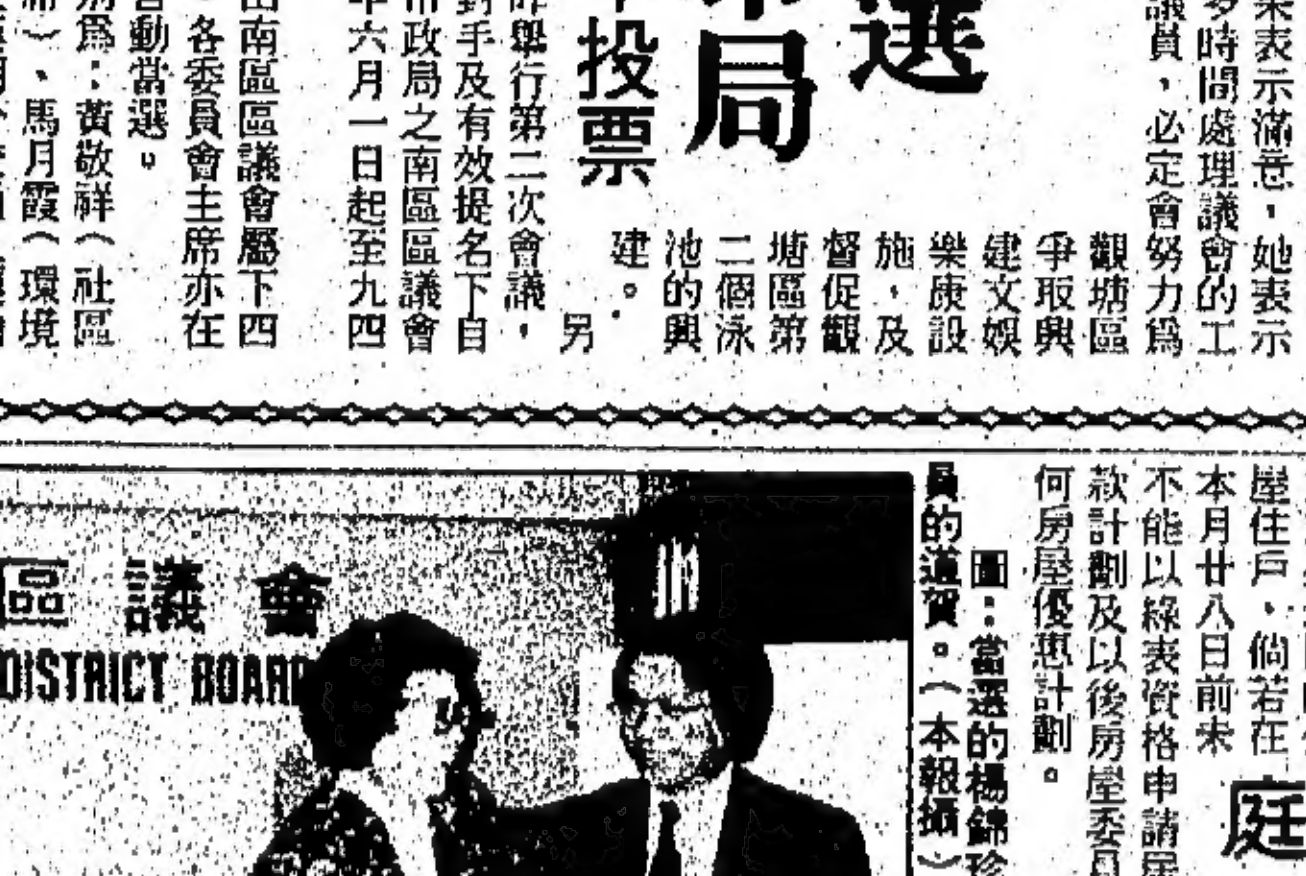 表示滿意，她表示
多時間處理議會的工
議員，必定會努力爲
觀塘區
爭取興
建文娛
樂康設
施，及
督促觀
塘區第
二個泳
池的興
建。
另
選
局
投票
舉行第二次會議，
對手及有效提名下自
市政局之南區區議會
年六月一日起至九四
南區區議會屬下四
各委員會主席亦在
自動當選。
別爲：黃敬祥（社區
）、馬月霞（環境
屋住戶，倘若在
本月廿八日前未
不能以綠表資格申請居
款計劃及以後房屋委員
何房屋優惠計劃。
庭
圖：當選的楊錦珍
員的道賀。（本報攝）
區議會
DISTRICT BOARD